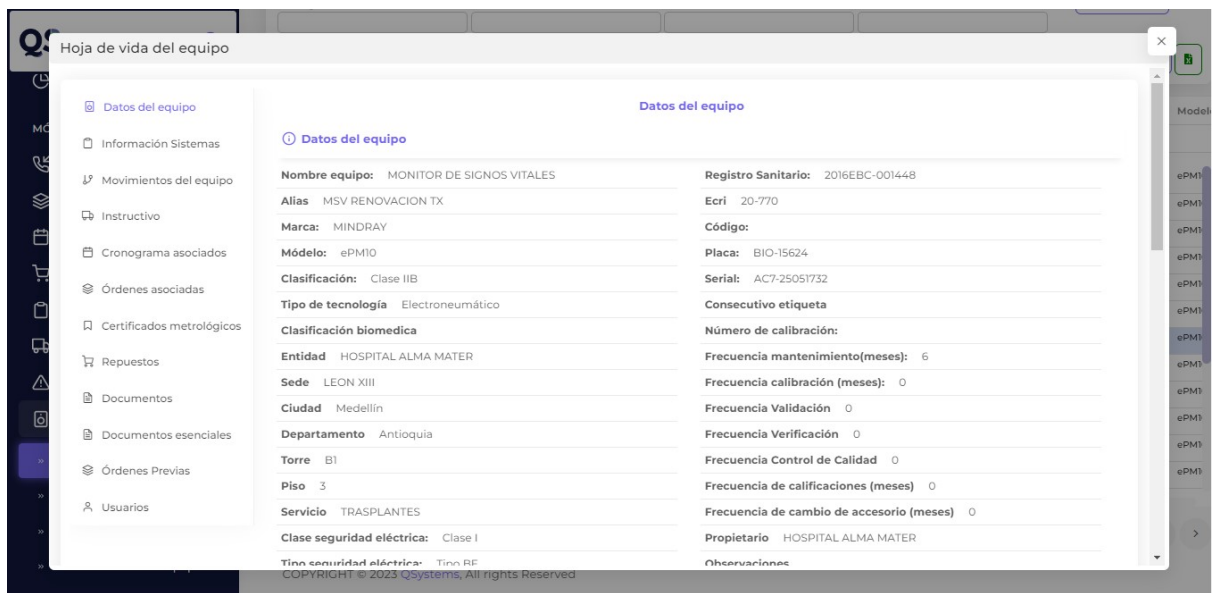 QS
Hoja de vida del equipo
Model
MÓ
Datos del equipo
Información Sistemas
Movimientos del equipo
Instructivo
Cronograma asociados
Órdenes asociadas
Certificados metrológicos
Repuestos
Documentos
Documentos esenciales
Órdenes Previas
Usuarios
Datos del equipo
Datos del equipo
Nombre equipo: MONITOR DE SIGNOS VITALES
Alias MSV RENOVACION TX
Marca: MINDRAY
Módelo: ePM10
Clasificación: Clase IIB
Tipo de tecnología Electroneumático
Clasificación biomedica
Entidad HOSPITAL ALMA MATER
Sede LEON XIII
Ciudad Medellín
Departamento Antioquia
Torre B1
Piso 3
Servicio TRASPLANTES
Clase seguridad eléctrica: Clase I
Tipo seguridad eléctrica: Tipo BF
Registro Sanitario: 2016EBC-001448
Ecri 20-770
Código:
Placa: BIO-15624
Serial: AC7-25051732
Consecutivo etiqueta
Número de calibración:
Frecuencia mantenimiento(meses): 6
Frecuencia calibración (meses): 0
Frecuencia Validación 0
Frecuencia Verificación 0
Frecuencia Control de Calidad 0
Frecuencia de calificaciones (meses) 0
Frecuencia de cambio de accesorio (meses) 0
Propietario HOSPITAL ALMA MATER
Observaciones
ePM1
ePM1
ePM1
ePM1
ePM1
ePM1
ePM1
ePM1
ePM1
ePM1
ePM1
ePM1
COPYRIGHT © 2023 QSystems, All rights Reserved